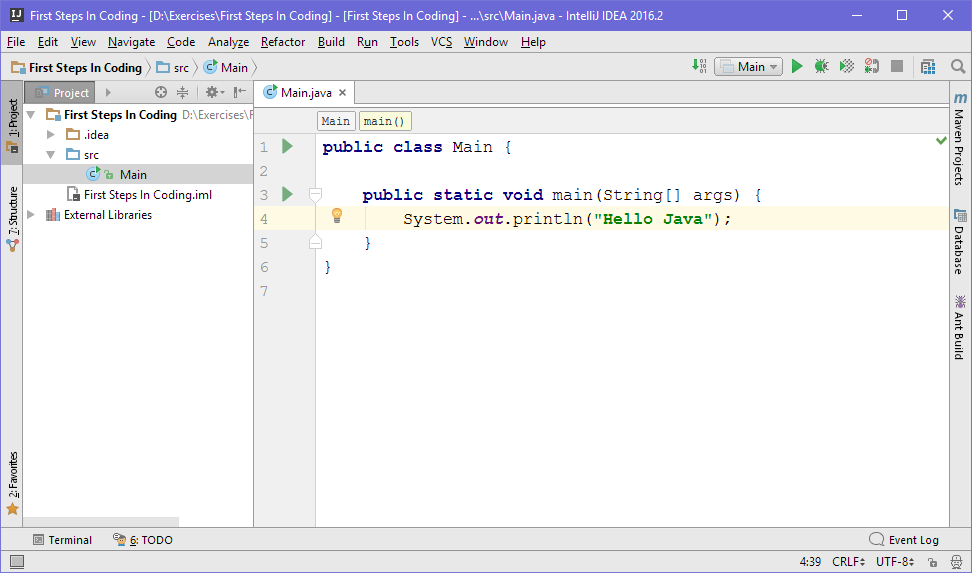 First Steps In Coding - [D:\Exercises\First Steps In Coding] - [First Steps In Coding] - ...\src\Main.java - IntelliJ IDEA 2016.2
File Edit View Navigate Code Analyze Refactor Build Run Tools VCS Window Help
First Steps In Coding src Main Main
1: Project
7: Structure
2: Favorites
Project
First Steps In Coding D:\Exercises\F
.idea
src
Main
First Steps In Coding.iml
External Libraries
Main.java
Main main()
1 public class Main {
2
3 public static void main(String[] args) {
4 System.out.println("Hello Java");
5 }
6 }
7
Maven Projects
Database
Ant Build
Terminal 6: TODO Event Log
4:39 CRLF UTF-8